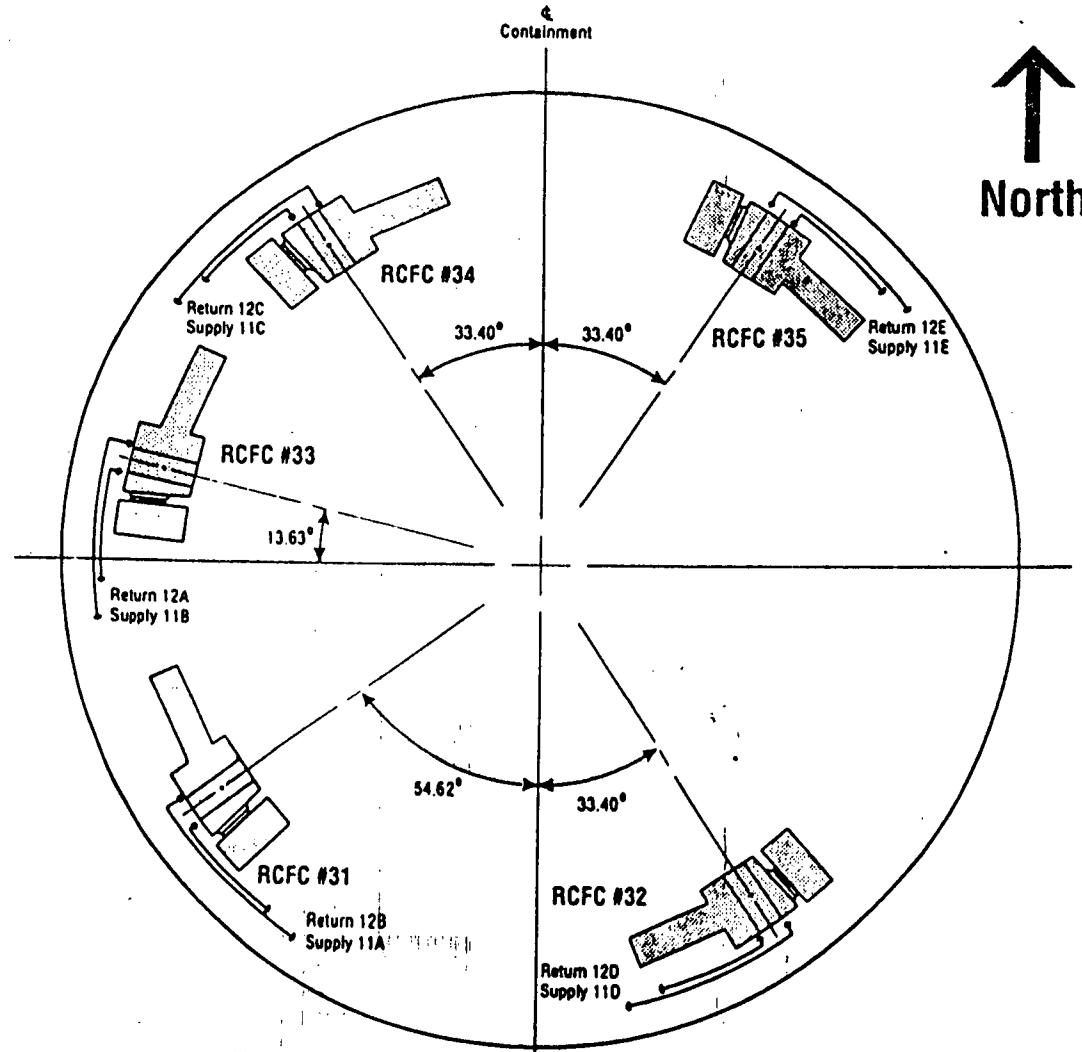 ℄
Containment
North
RCFC #34
Return 12C
Supply 11C
33.40°
33.40°
RCFC #35
Return 12E
Supply 11E
RCFC #33
13.63°
Return 12A
Supply 11B
54.62°
33.40°
RCFC #31
RCFC #32
Return 12B
Supply 11A
Return 12D
Supply 11D